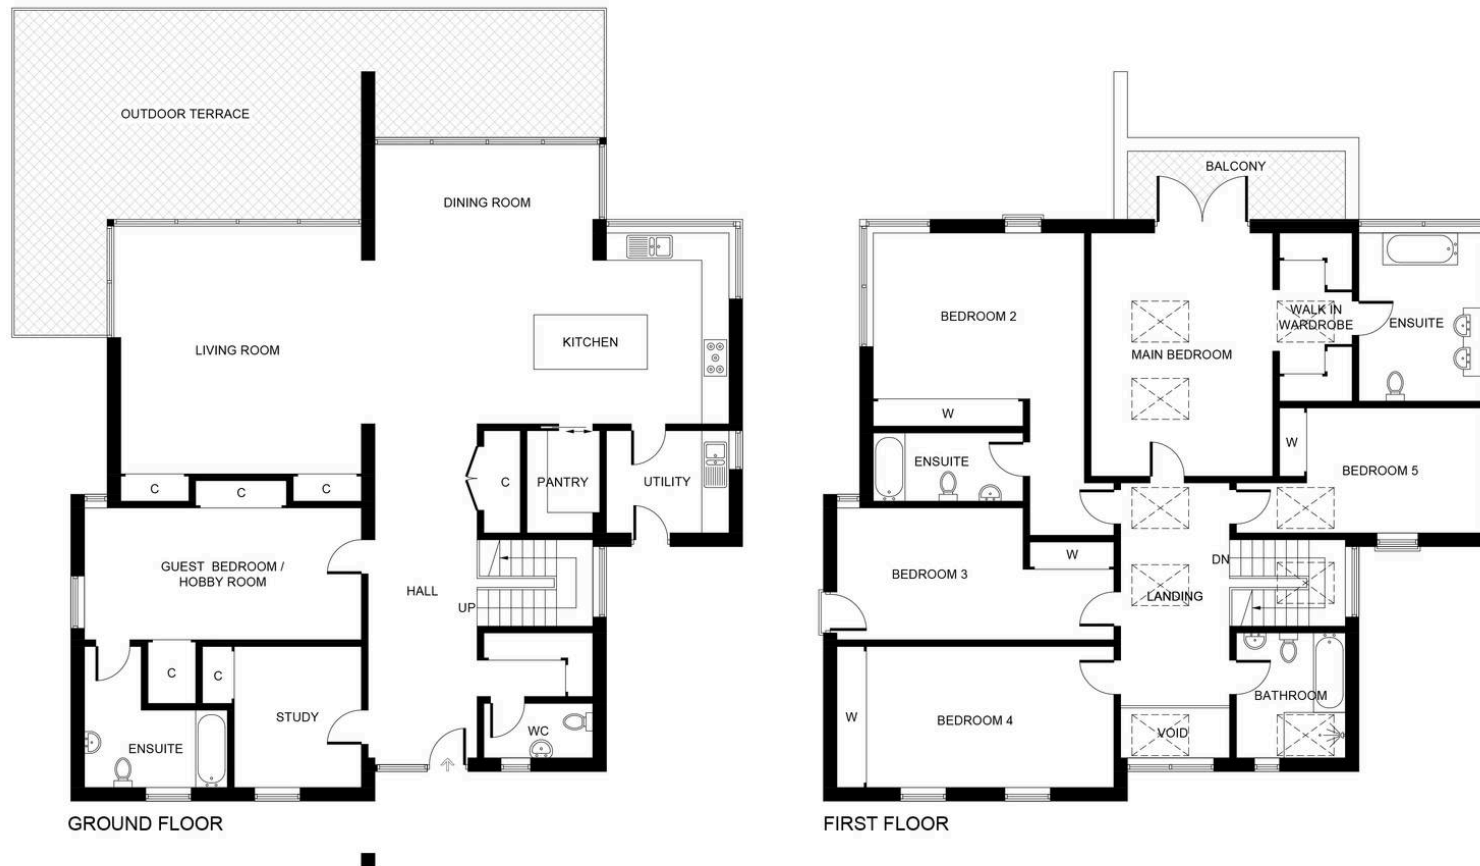 OUTDOOR TERRACE
DINING ROOM
LIVING ROOM
KITCHEN
C
C
C
C
PANTRY
UTILITY
GUEST BEDROOM /
HOBBY ROOM
HALL
UP
C
C
STUDY
ENSUITE
WC
GROUND FLOOR
BALCONY
BEDROOM 2
MAIN BEDROOM
WALK IN
WARDROBE
ENSUITE
W
W
ENSUITE
BEDROOM 5
BEDROOM 3
W
DN
LANDING
W
BEDROOM 4
BATHROOM
VOID
FIRST FLOOR